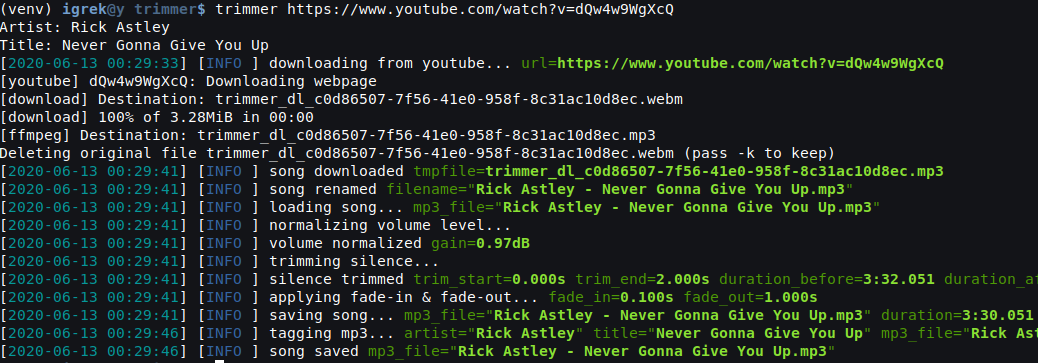 (venv) igrek@y trimmer$ trimmer https://www.youtube.com/watch?v=dQw4w9WgXcQ
Artist: Rick Astley
Title: Never Gonna Give You Up
[2020-06-13 00:29:33] [INFO ] downloading from youtube... url=https://www.youtube.com/watch?v=dQw4w9WgXcQ
[youtube] dQw4w9WgXcQ: Downloading webpage
[download] Destination: trimmer_dl_c0d86507-7f56-41e0-958f-8c31ac10d8ec.webm
[download] 100% of 3.28MiB in 00:00
[ffmpeg] Destination: trimmer_dl_c0d86507-7f56-41e0-958f-8c31ac10d8ec.mp3
Deleting original file trimmer_dl_c0d86507-7f56-41e0-958f-8c31ac10d8ec.webm (pass -k to keep)
[2020-06-13 00:29:41] [INFO ] song downloaded tmpfile=trimmer_dl_c0d86507-7f56-41e0-958f-8c31ac10d8ec.mp3
[2020-06-13 00:29:41] [INFO ] song renamed filename="Rick Astley - Never Gonna Give You Up.mp3"
[2020-06-13 00:29:41] [INFO ] loading song... mp3_file="Rick Astley - Never Gonna Give You Up.mp3"
[2020-06-13 00:29:41] [INFO ] normalizing volume level...
[2020-06-13 00:29:41] [INFO ] volume normalized gain=0.97dB
[2020-06-13 00:29:41] [INFO ] trimming silence...
[2020-06-13 00:29:41] [INFO ] silence trimmed trim_start=0.000s trim_end=2.000s duration_before=3:32.051 duration_af
[2020-06-13 00:29:41] [INFO ] applying fade-in & fade-out... fade_in=0.100s fade_out=1.000s
[2020-06-13 00:29:41] [INFO ] saving song... mp3_file="Rick Astley - Never Gonna Give You Up.mp3" duration=3:30.051
[2020-06-13 00:29:46] [INFO ] tagging mp3... artist="Rick Astley" title="Never Gonna Give You Up" mp3_file="Rick Ast
[2020-06-13 00:29:46] [INFO ] song saved mp3_file="Rick Astley - Never Gonna Give You Up.mp3"